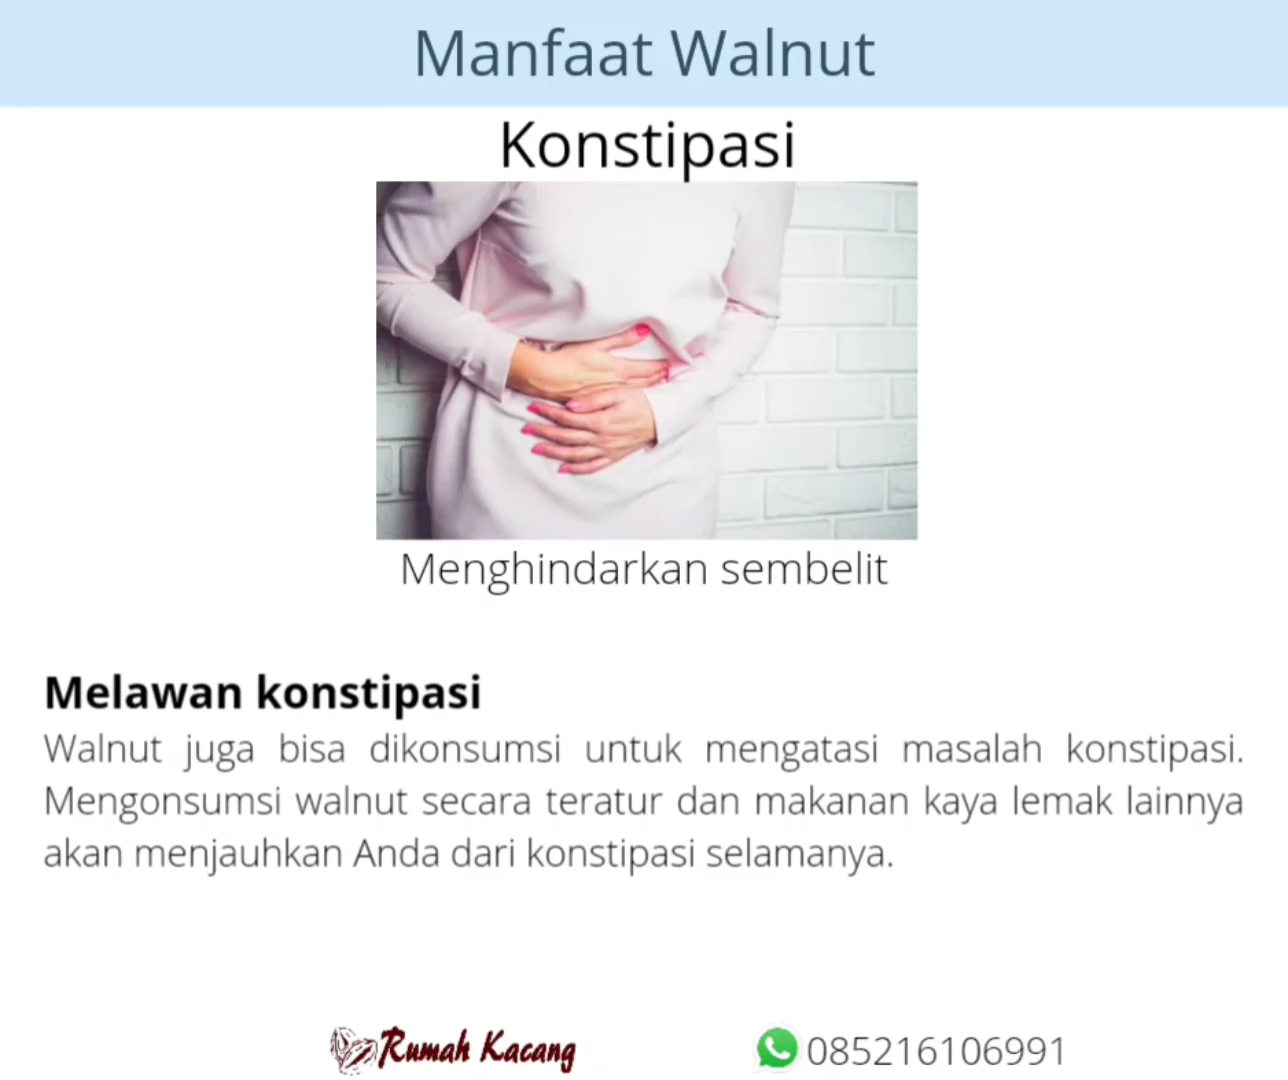 Manfaat Walnut
Konstipasi
Menghindarkan sembelit
Melawan konstipasi
Walnut juga bisa dikonsumsi untuk mengatasi masalah konstipasi.
Mengonsumsi walnut secara teratur dan makanan kaya lemak lainnya
akan menjauhkan Anda dari konstipasi selamanya.
Rumah Kacang
085216106991